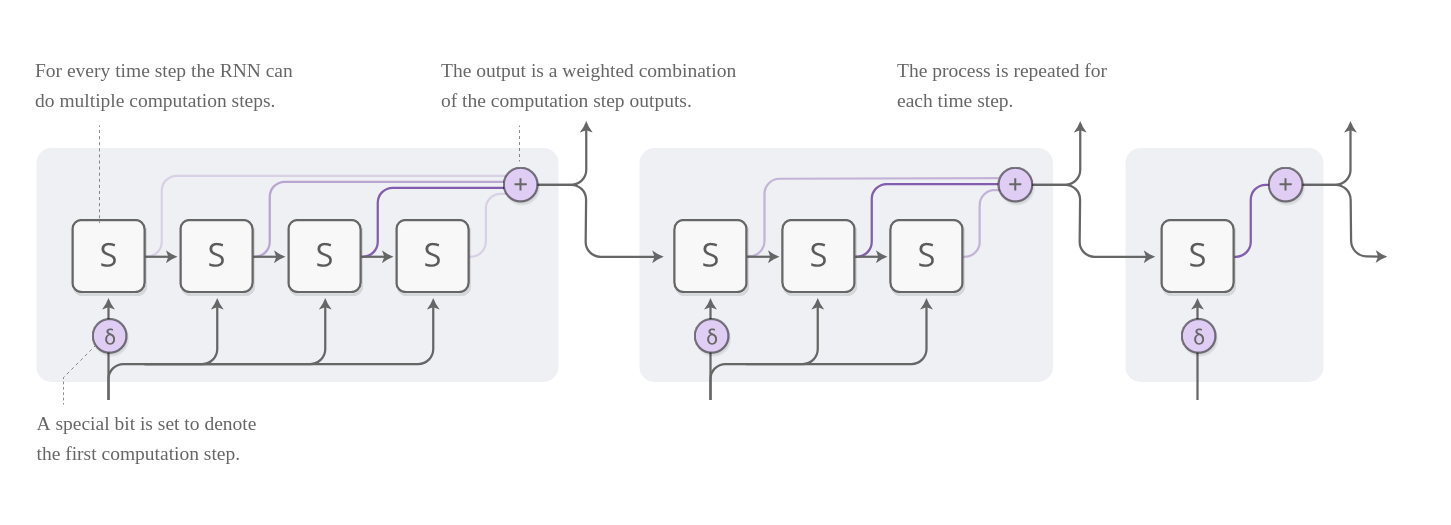 For every time step the RNN can
do multiple computation steps.
The output is a weighted combination
of the computation step outputs.
The process is repeated for
each time step.
+
+
+
S
S
S
S
S
S
S
S
δ
δ
δ
A special bit is set to denote
the first computation step.